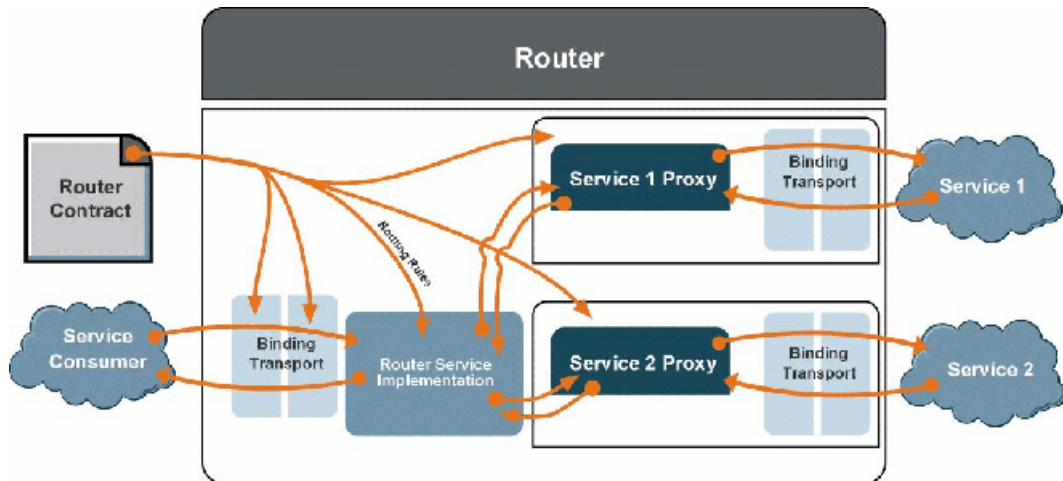 Router
Router
Contract
Service 1 Proxy
Binding
Transport
Service 1
Routing Rules
Service
Consumer
Binding
Transport
Router Service
Implementation
Service 2 Proxy
Binding
Transport
Service 2